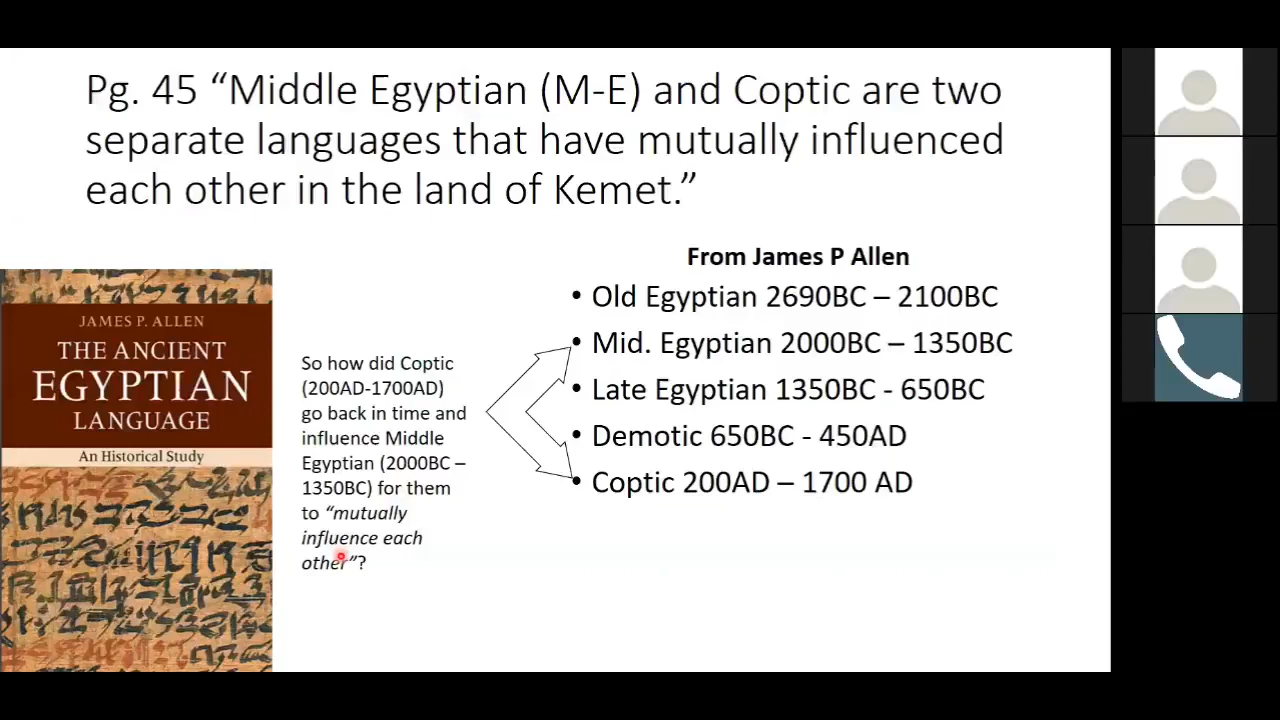 Pg. 45 “Middle Egyptian (M-E) and Coptic are two
separate languages that have mutually influenced
each other in the land of Kemet.”
JAMES P. ALLEN
THE ANCIENT
EGYPTIAN
LANGUAGE
An Historical Study
So how did Coptic
(200AD-1700AD)
go back in time and
influence Middle
Egyptian (2000BC –
1350BC) for them
to “mutually
influence each
other”?
From James P Allen
• Old Egyptian 2690BC – 2100BC
• Mid. Egyptian 2000BC – 1350BC
• Late Egyptian 1350BC - 650BC
• Demotic 650BC - 450AD
• Coptic 200AD – 1700 AD